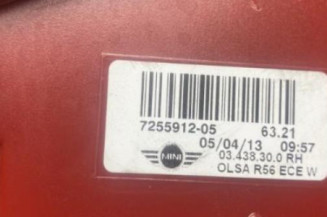 7255912-05 63.21
05/04/13 09:57
03.438.30.0 RH
MINI
OLSA R56 ECE W